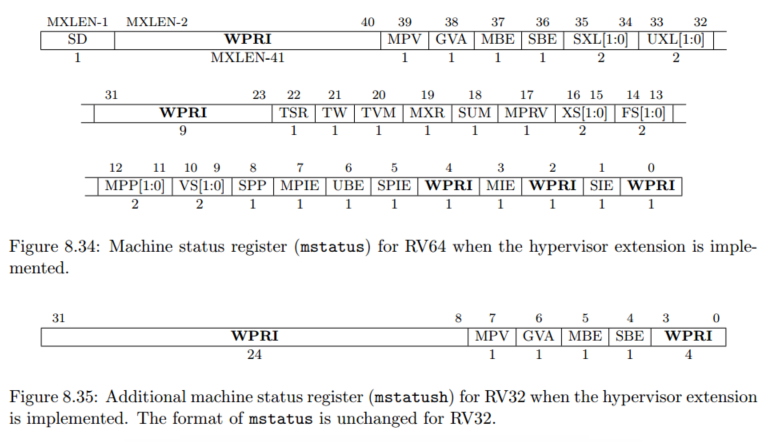 MXLEN-1 MXLEN-2 40 39 38 37 36 35 34 33 32
SD WPRI MPV GVA MBE SBE SXL[1:0] UXL[1:0]
1 MXLEN-41 1 1 1 1 2 2
31 23 22 21 20 19 18 17 16 15 14 13
WPRI TSR TW TVM MXR SUM MPRV XS[1:0] FS[1:0]
9 1 1 1 1 1 1 2 2
12 11 10 9 8 7 6 5 4 3 2 1 0
MPP[1:0] VS[1:0] SPP MPIE UBE SPIE WPRI MIE WPRI SIE WPRI
2 2 1 1 1 1 1 1 1 1 1
Figure 8.34: Machine status register (mstatus) for RV64 when the hypervisor extension is imple-
mented.
31 8 7 6 5 4 3 0
WPRI MPV GVA MBE SBE WPRI
24 1 1 1 1 4
Figure 8.35: Additional machine status register (mstatush) for RV32 when the hypervisor extension
is implemented. The format of mstatus is unchanged for RV32.